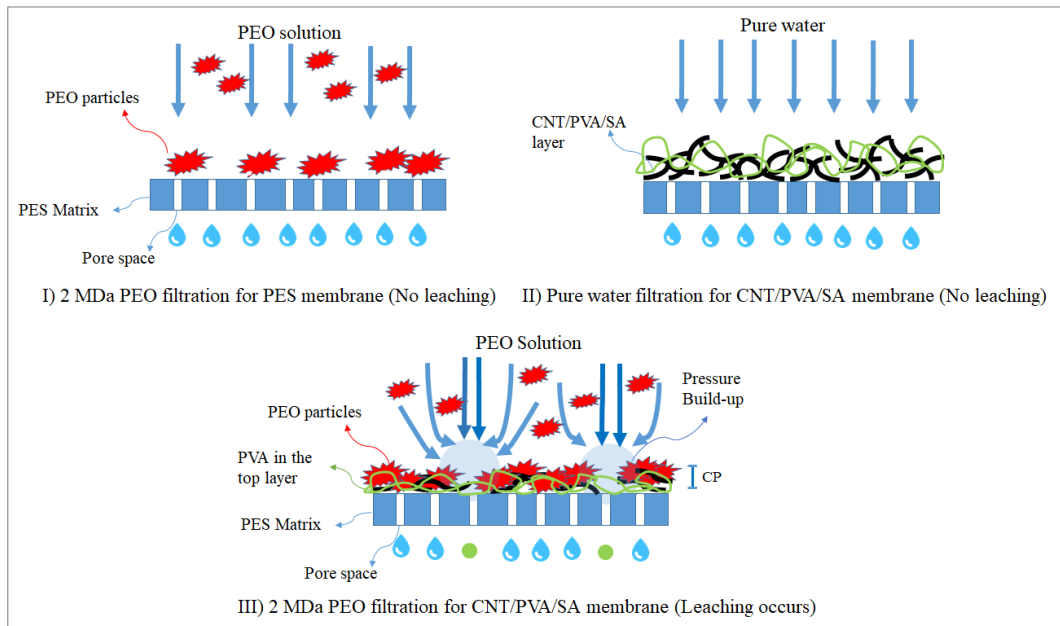 PEO solution
PEO particles
PES Matrix
Pore space
I) 2 MDa PEO filtration for PES membrane (No leaching)
Pure water
CNT/PVA/SA
layer
II) Pure water filtration for CNT/PVA/SA membrane (No leaching)
PEO Solution
Pressure
Build-up
PEO particles
PVA in the
top layer
CP
PES Matrix
Pore space
III) 2 MDa PEO filtration for CNT/PVA/SA membrane (Leaching occurs)